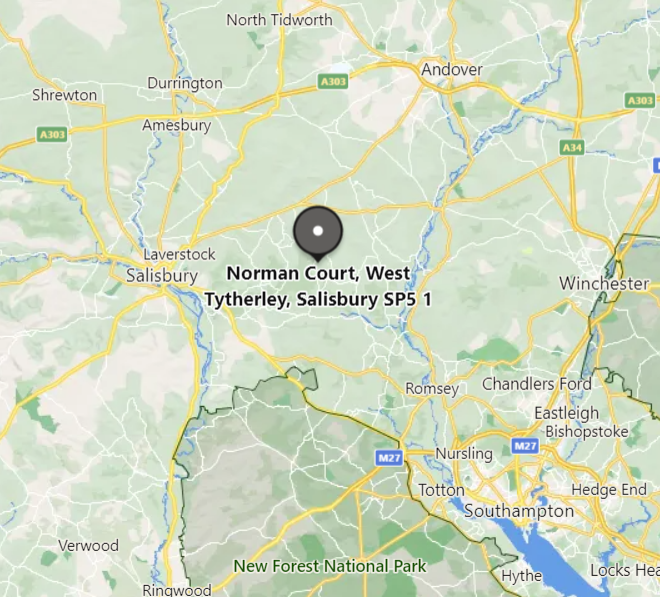 North Tidworth
Andover
A303
Durrington
Shrewton
A303
Amesbury
A303
A34
Laverstock
Salisbury
Norman Court, West
Tytherley, Salisbury SP5 1
Winchester
Romsey
Chandlers Ford
Eastleigh
Bishopstoke
M27
M27
Nursling
Totton
Hedge End
Southampton
Verwood
New Forest National Park
Hythe
Locks Hea
Ringwood